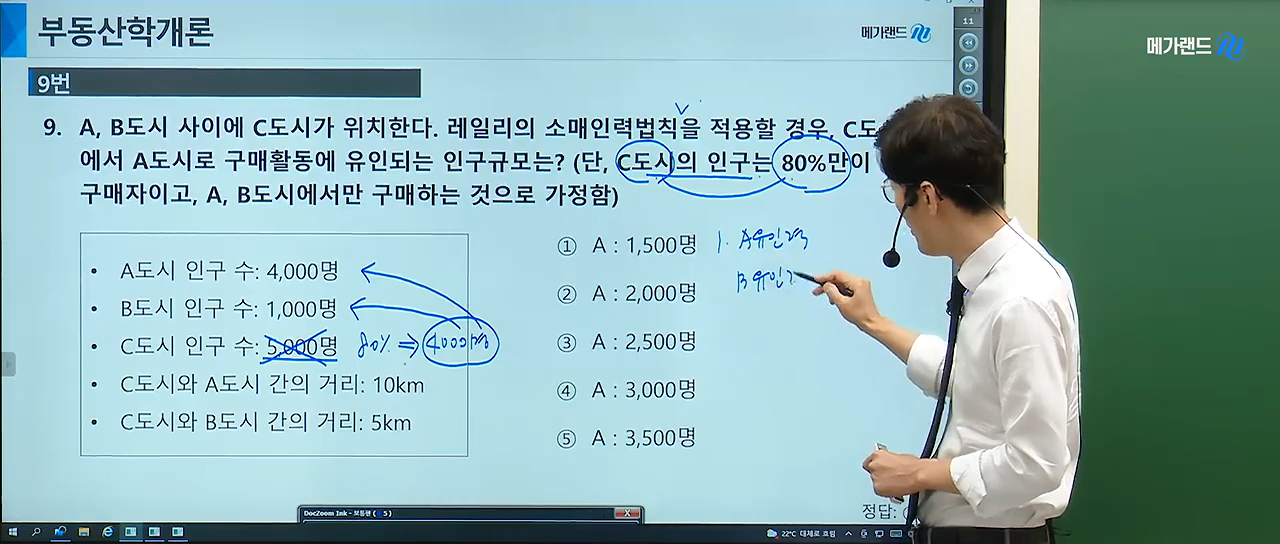 부동산학개론
메가랜드
11
메가랜드
9번
9. A, B도시 사이에 C도시가 위치한다. 레일리의 소매인력법칙을 적용할 경우, C도
에서 A도시로 구매활동에 유인되는 인구규모는? (단, C도시의 인구는 80%만이
구매자이고, A, B도시에서만 구매하는 것으로 가정함)
• A도시 인구 수: 4,000명
• B도시 인구 수: 1,000명
• C도시 인구 수: 5,000명 80% ⇒ 4000명
• C도시와 A도시 간의 거리: 10km
• C도시와 B도시 간의 거리: 5km
① A : 1,500명
② A : 2,000명
③ A : 2,500명
④ A : 3,000명
⑤ A : 3,500명
1. A유인력
B유인
정답:
DocZoom Ink - 보통펜 ( 5)
22°C 대체로 흐림